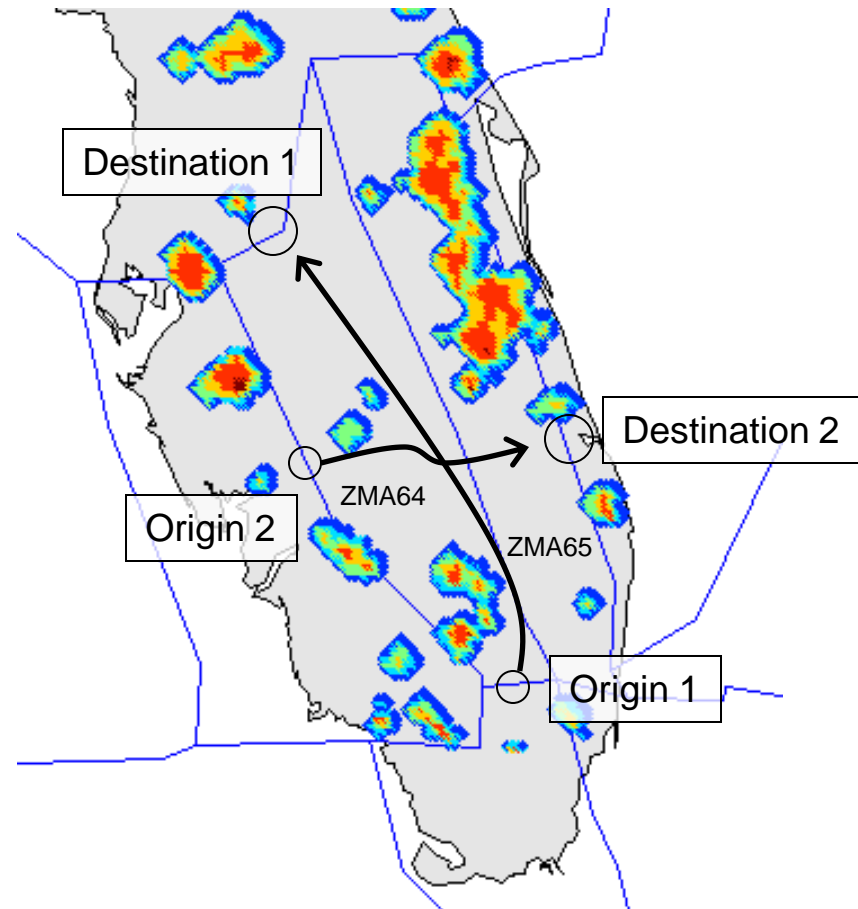 Destination 1
Destination 2
ZMA64
Origin 2
ZMA65
Origin 1